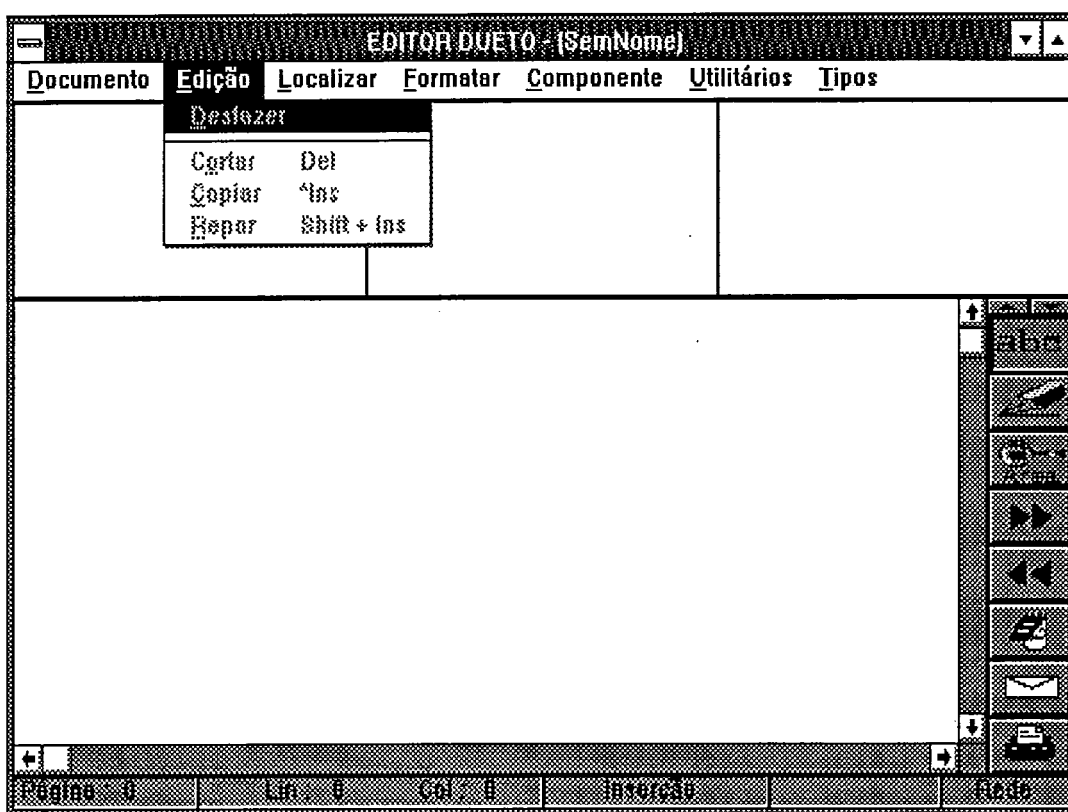 EDITOR DUETO - (SemNome)
Documento Edição Localizar Formatar Componente Utilitários Tipos
Desfazer
Cortar Del
Copiar ^Ins
Repor Shift + Ins
abc
Página : 0 Lin : 0 Col : 0 Inserção Rede